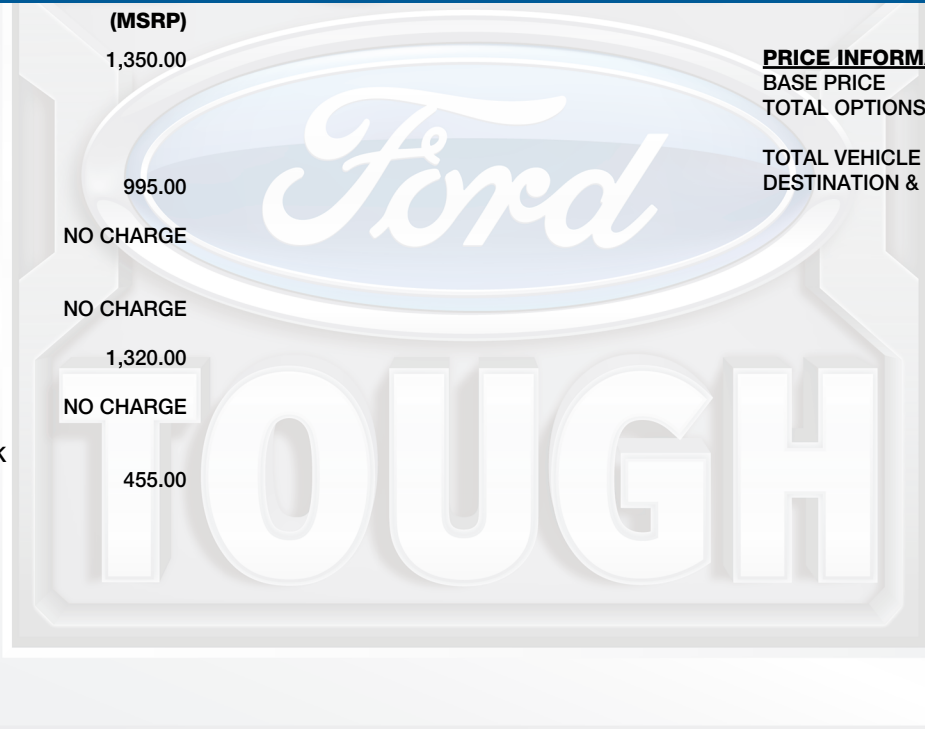 (MSRP)
1,350.00
995.00
NO CHARGE
NO CHARGE
1,320.00
NO CHARGE
K
455.00
PRICE INFORM
BASE PRICE
TOTAL OPTIONS
TOTAL VEHICLE
DESTINATION &
Ford
TOUGH